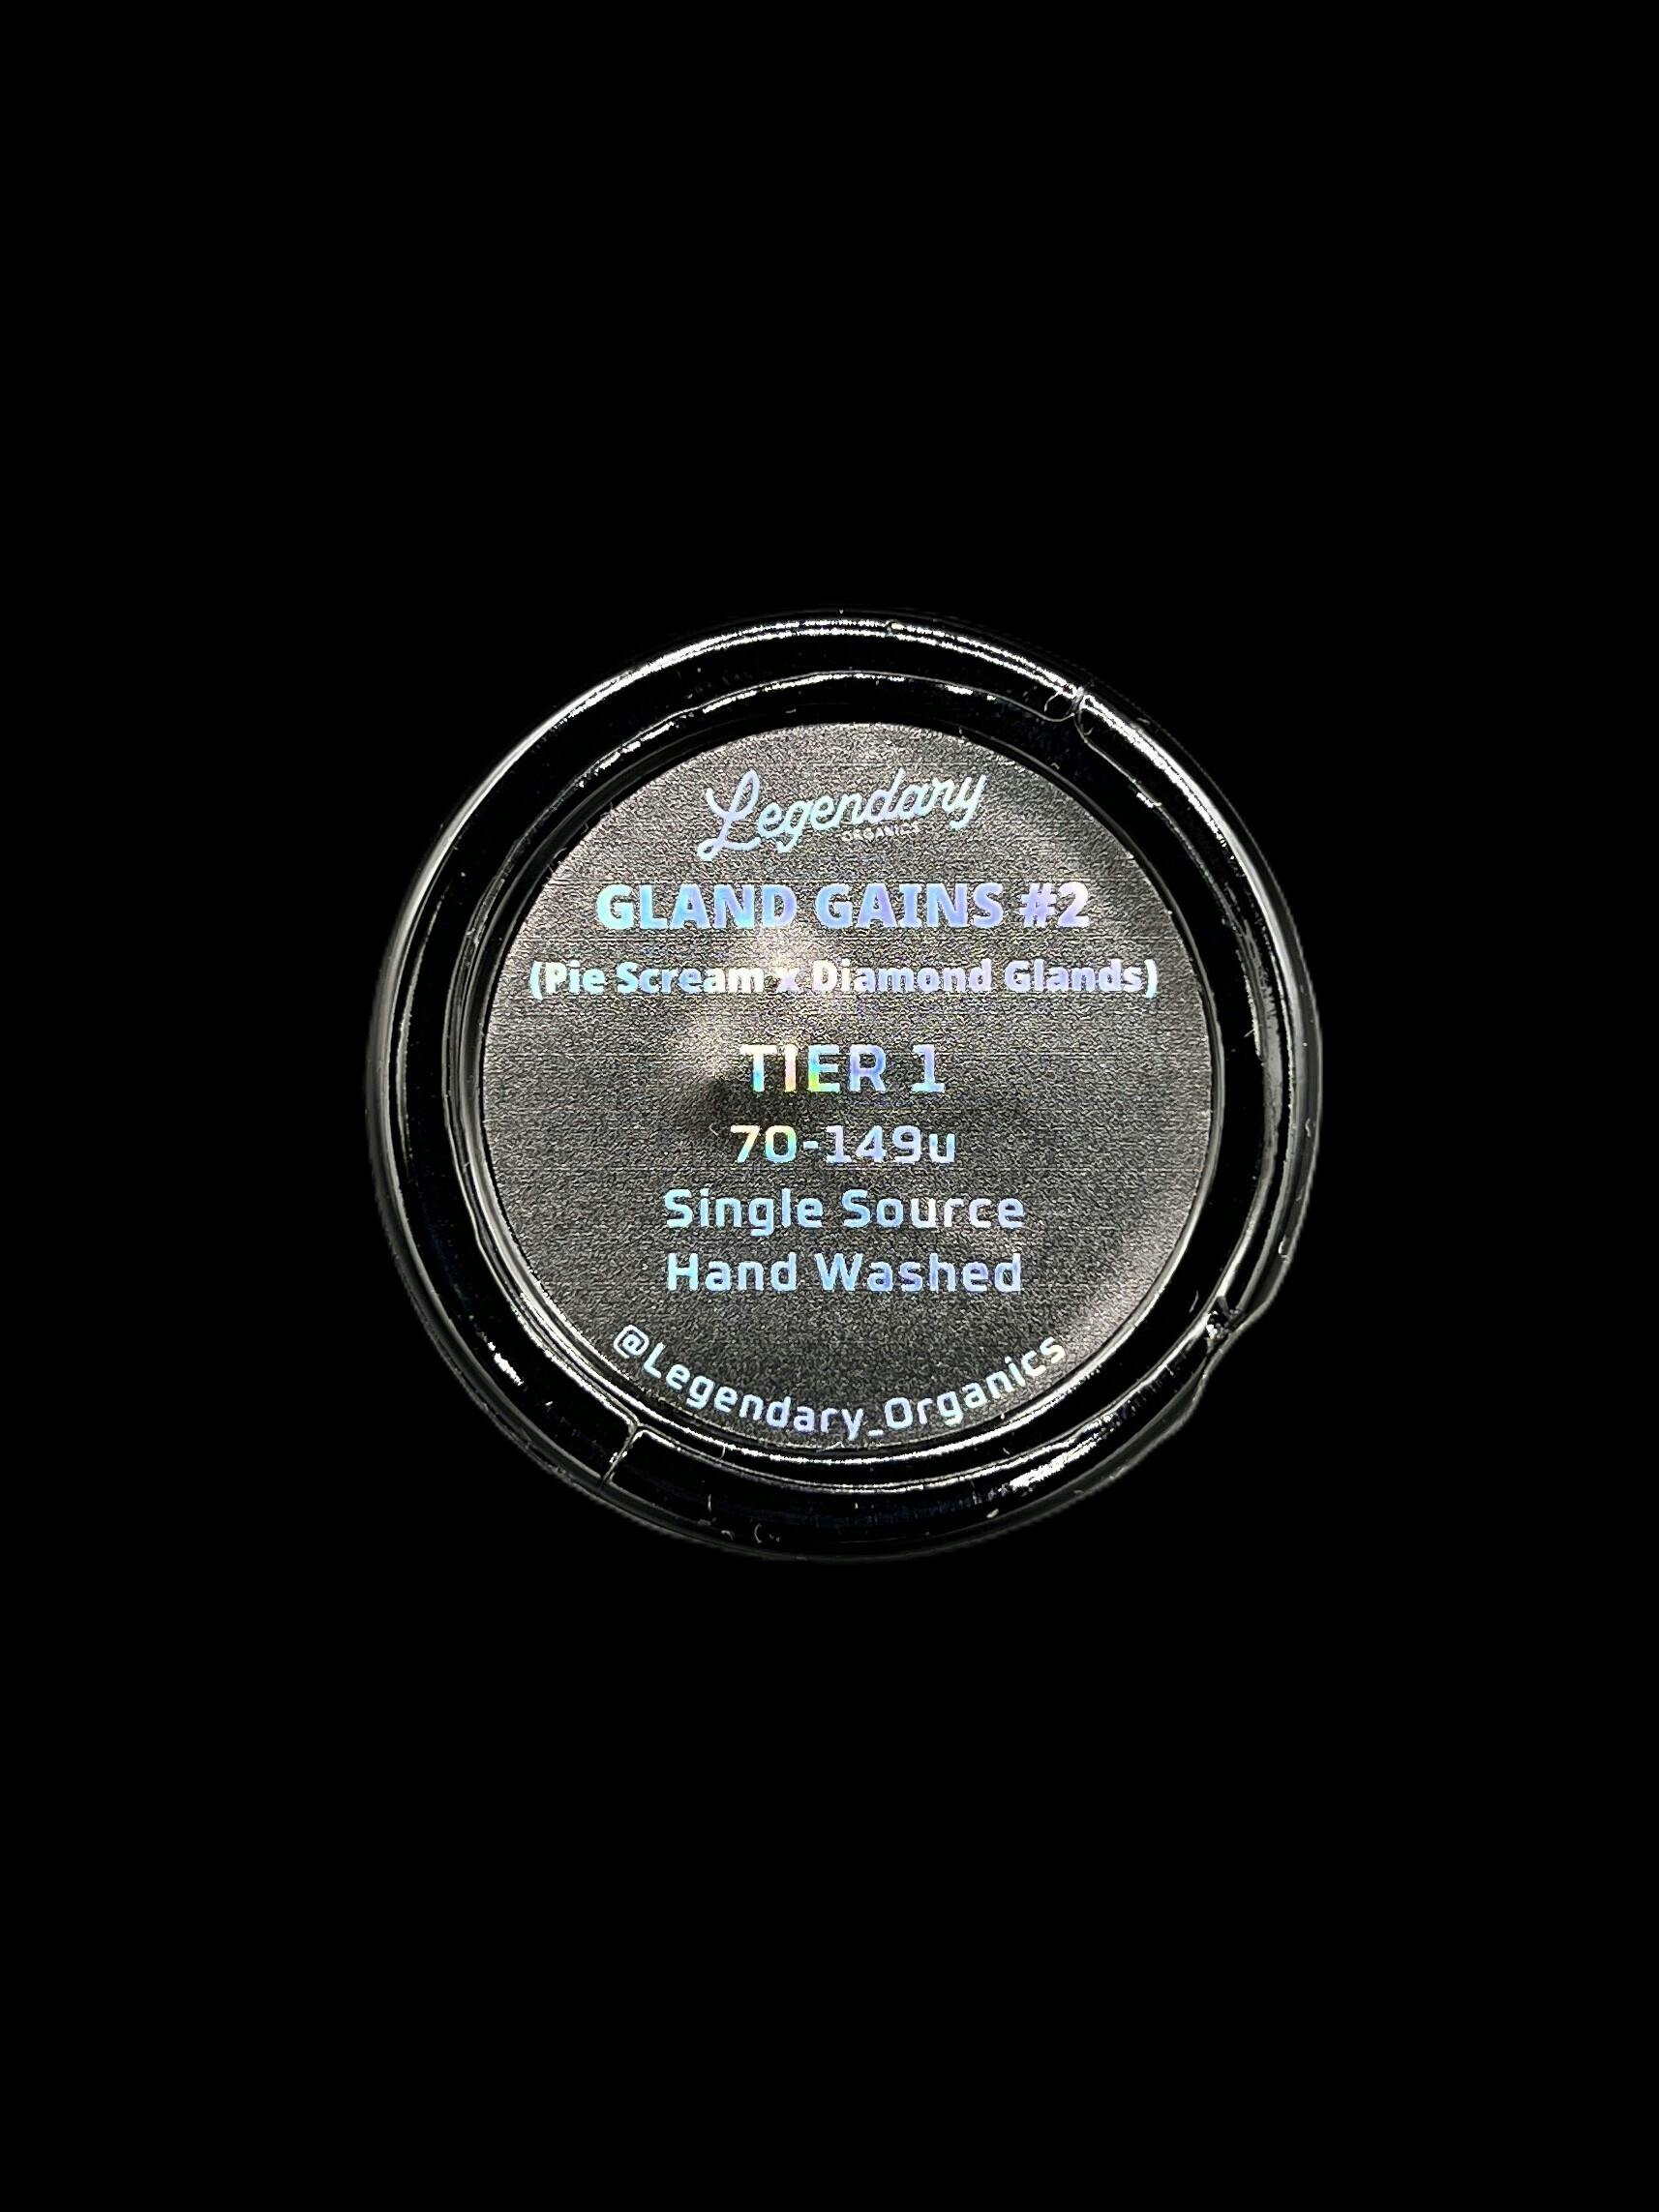 Legendary
ORGANICS
GLAND GAINS #2
(Pie Scream x Diamond Glands)
TIER 1
70-149u
Single Source
Hand Washed
@Legendary_Organics